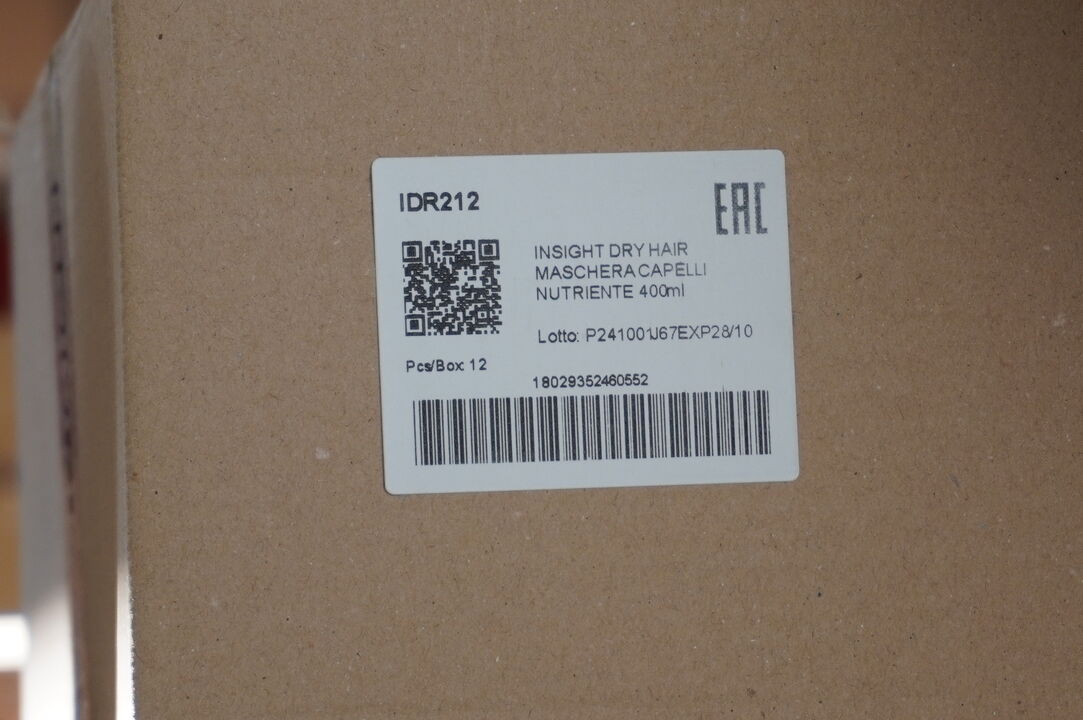 IDR212
EAC
INSIGHT DRY HAIR
MASCHERA CAPELLI
NUTRIENTE 400ml
Lotto: P241001J67EXP28/10
Pcs/Box: 12
18029352460552